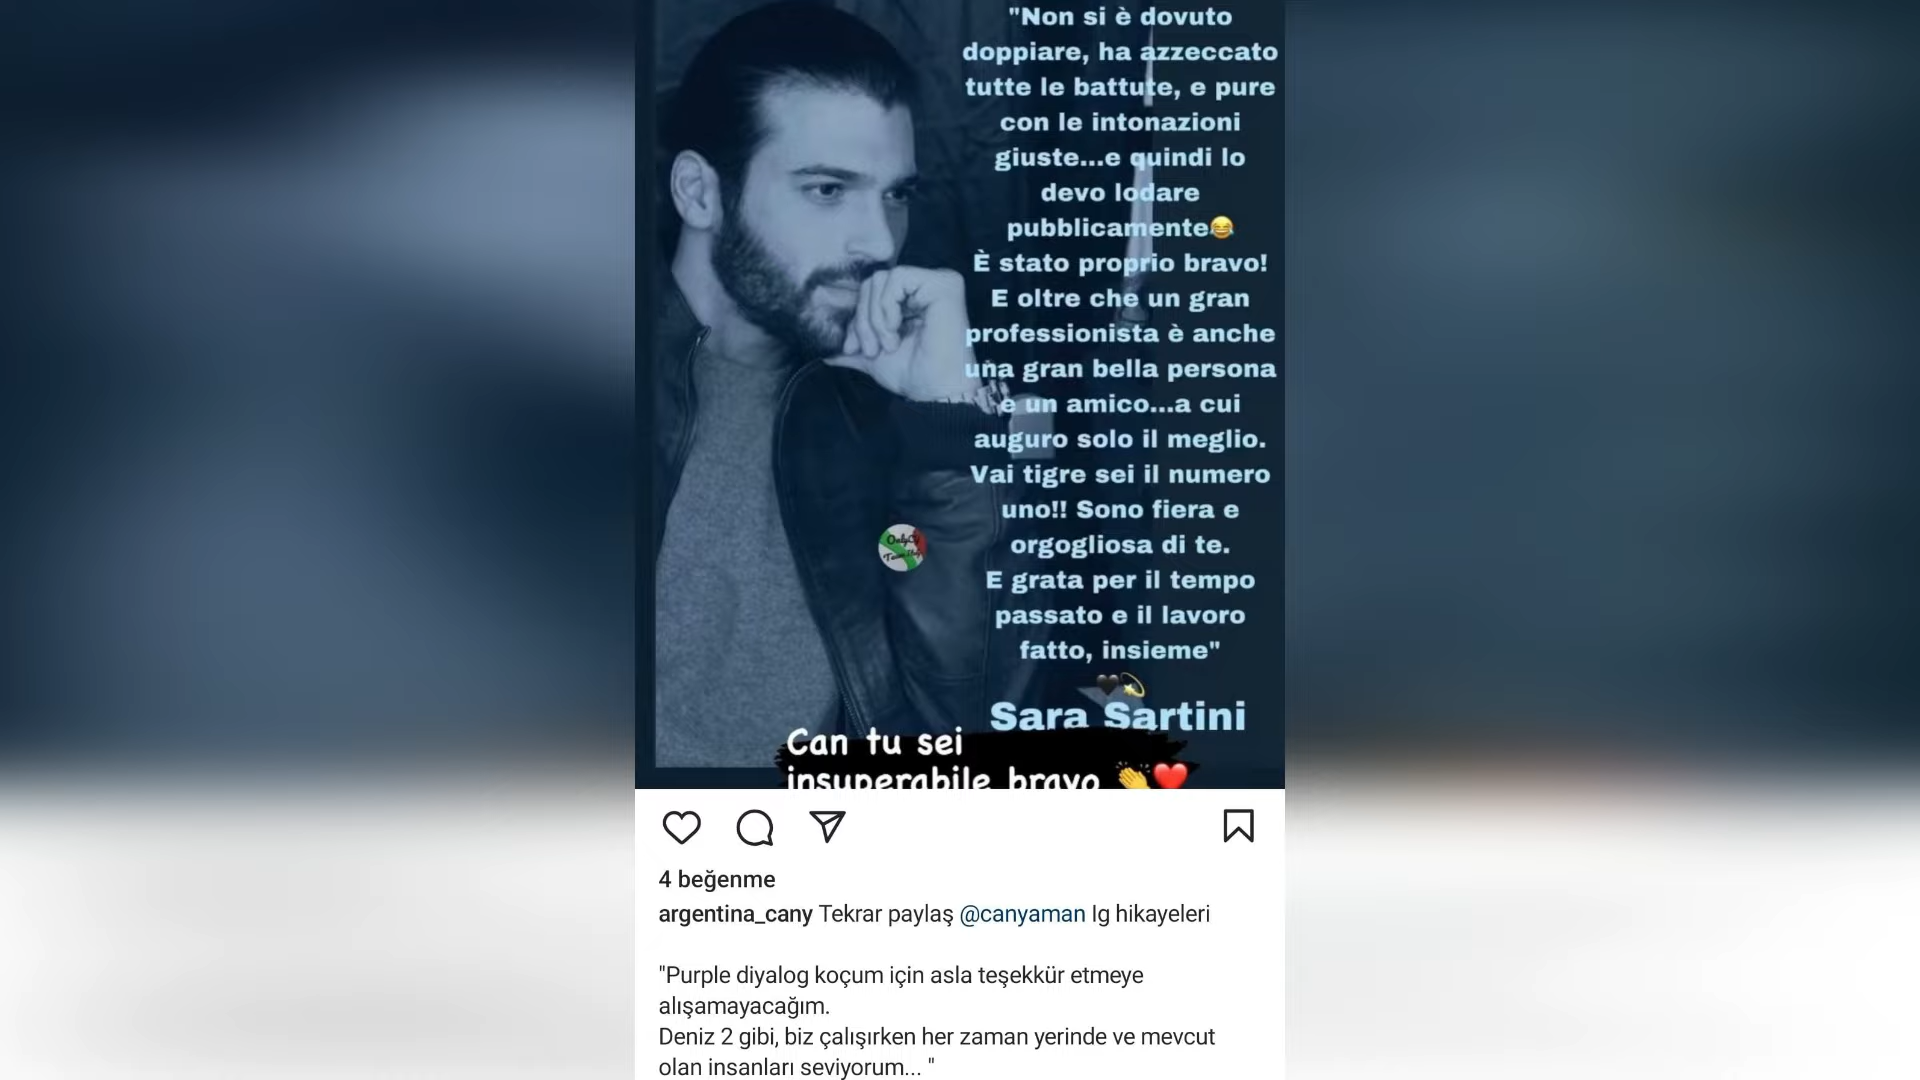 "Non si è dovuto
doppiare, ha azzeccato
tutte le battute, e pure
con le intonazioni
giuste...e quindi lo
devo lodare
pubblicamente😂
È stato proprio bravo!
E oltre che un gran
professionista è anche
una gran bella persona
e un amico...a cui
auguro solo il meglio.
Vai tigre sei il numero
uno!! Sono fiera e
orgogliosa di te.
E grata per il tempo
passato e il lavoro
fatto, insieme"
🖤💫
Sara Sartini
OnlyCY
Can tu sei
insuperabile bravo 👏❤️
4 beğenme
argentina_cany Tekrar paylaş @canyaman Ig hikayeleri
"Purple diyalog koçum için asla teşekkür etmeye
alışamayacağım.
Deniz 2 gibi, biz çalışırken her zaman yerinde ve mevcut
olan insanları seviyorum... "